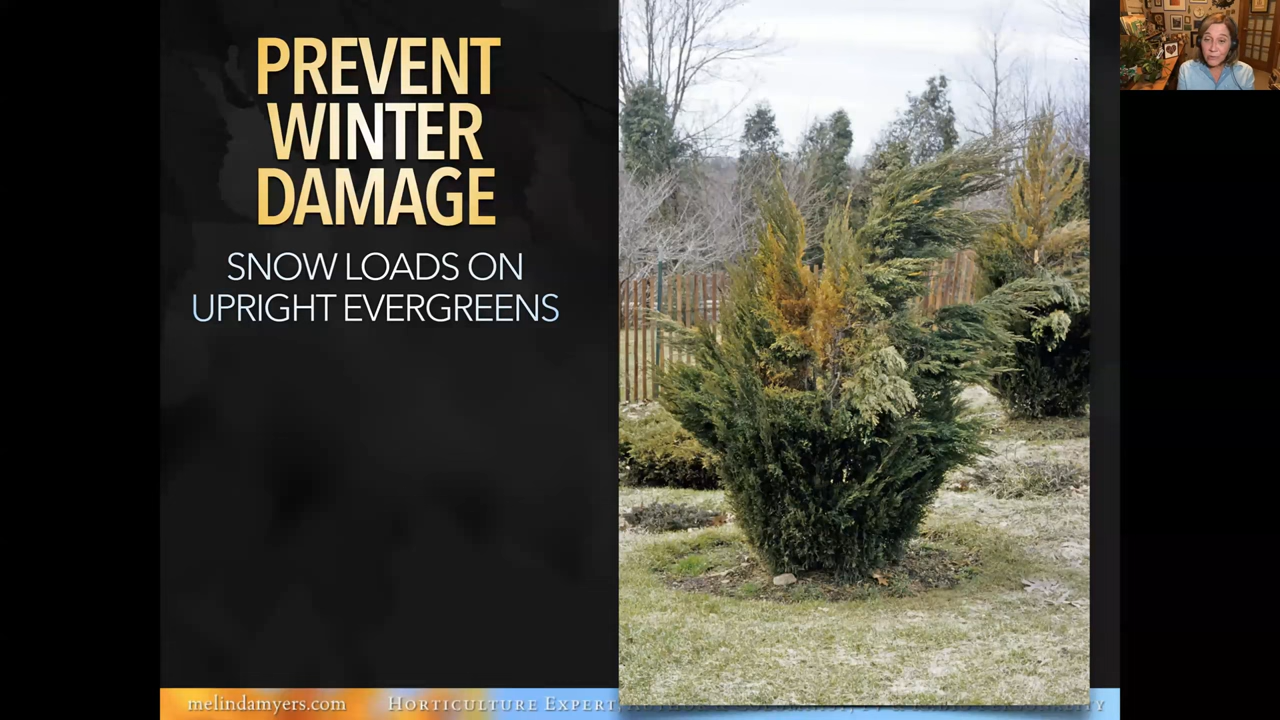 PREVENT
WINTER
DAMAGE
SNOW LOADS ON
UPRIGHT EVERGREENS
melindamyers.com HORTICULTURE EXPERT